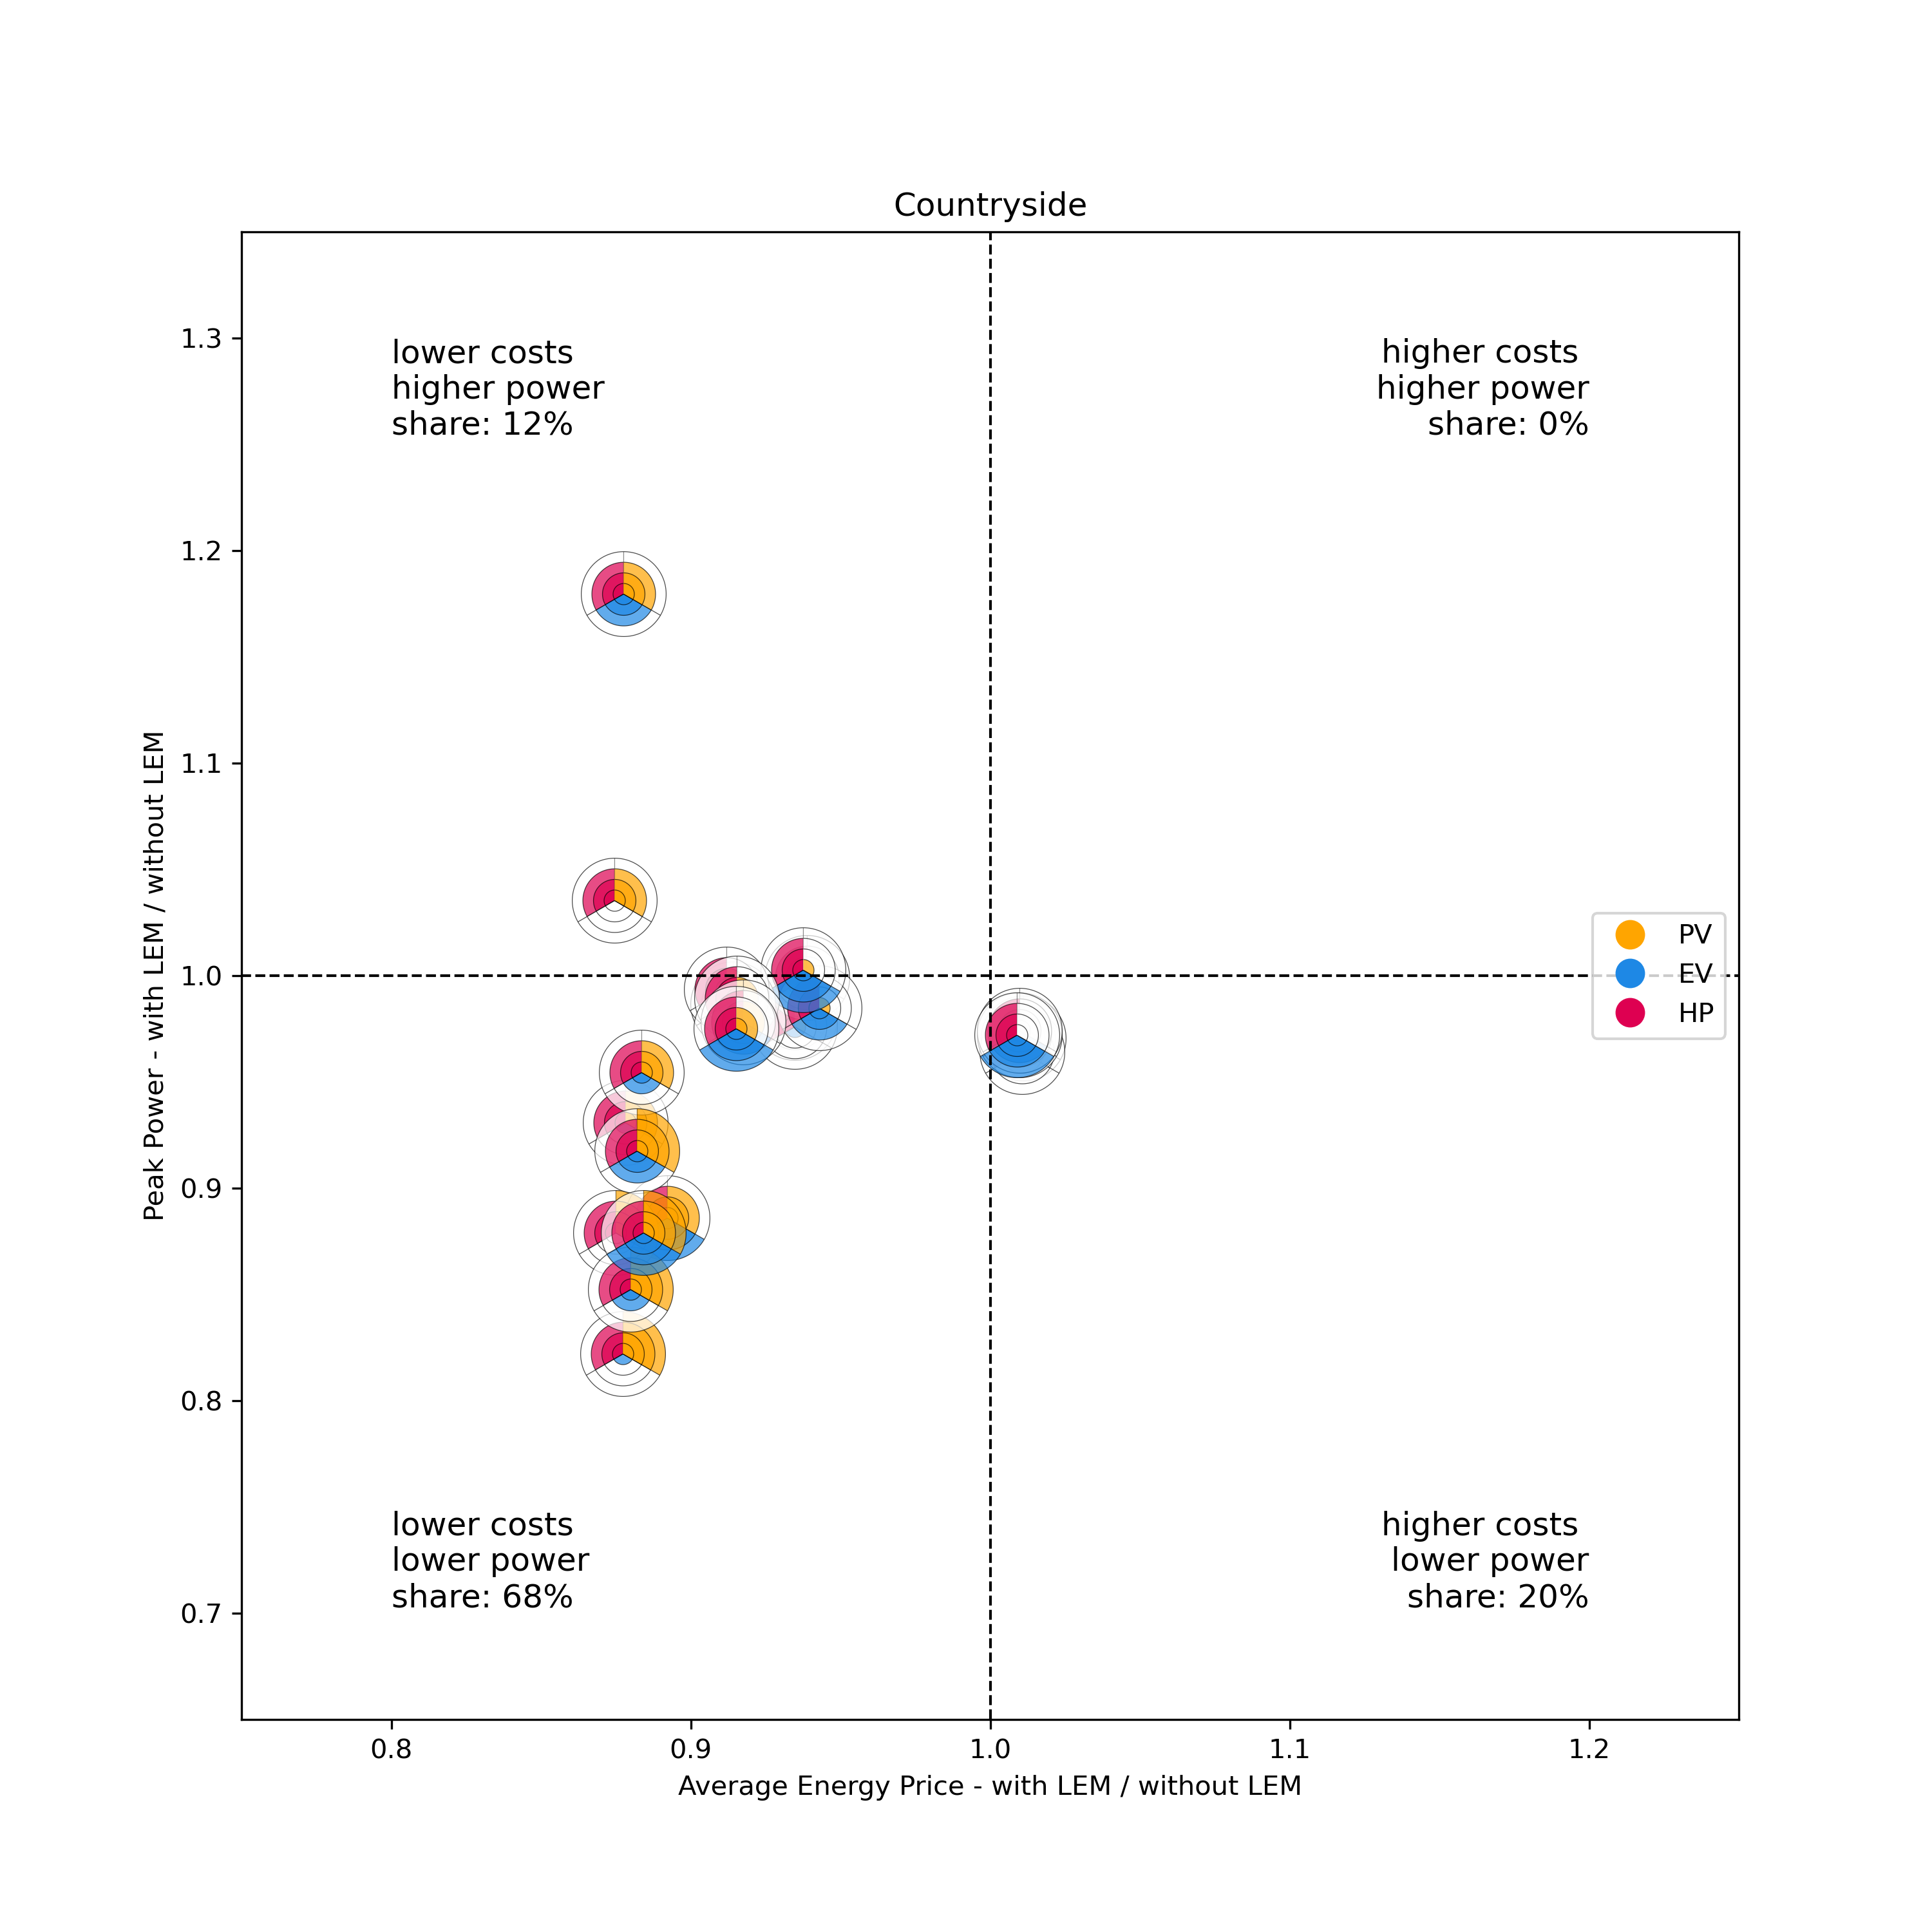 Countryside
Peak Power - with LEM / without LEM
1.3
1.2
1.1
1.0
0.9
0.8
0.7
lower costs
higher power
share: 12%
higher costs
higher power
share: 0%
PV
EV
HP
lower costs
lower power
share: 68%
higher costs
lower power
share: 20%
0.8
0.9
1.0
1.1
1.2
Average Energy Price - with LEM / without LEM